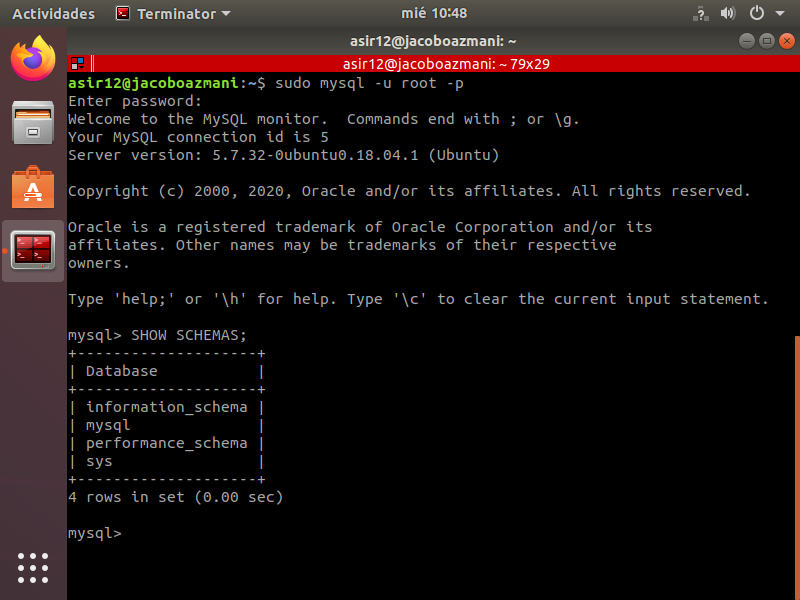 Actividades Terminator mié 10:48
asir12@jacoboazmani: ~
asir12@jacoboazmani: ~ 79x29
asir12@jacoboazmani:~$ sudo mysql -u root -p
Enter password:
Welcome to the MySQL monitor.  Commands end with ; or \g.
Your MySQL connection id is 5
Server version: 5.7.32-0ubuntu0.18.04.1 (Ubuntu)
Copyright (c) 2000, 2020, Oracle and/or its affiliates. All rights reserved.
Oracle is a registered trademark of Oracle Corporation and/or its
affiliates. Other names may be trademarks of their respective
owners.
Type 'help;' or '\h' for help. Type '\c' to clear the current input statement.
mysql> SHOW SCHEMAS;
+--------------------+
| Database           |
+--------------------+
| information_schema |
| mysql              |
| performance_schema |
| sys                |
+--------------------+
4 rows in set (0.00 sec)
mysql>